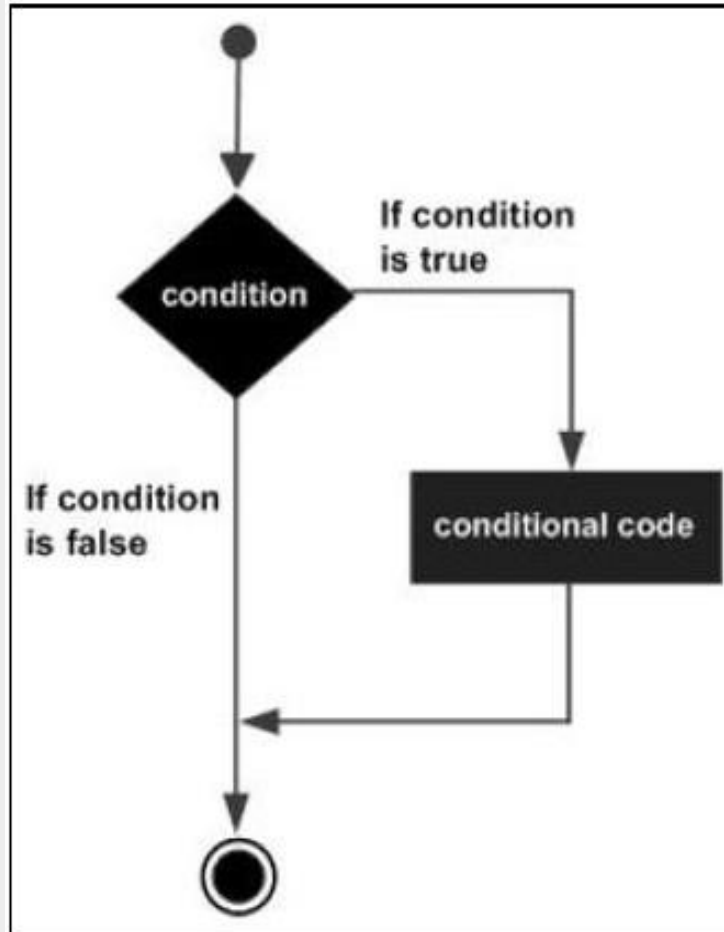 If condition
is true
condition
If condition
is false
conditional code